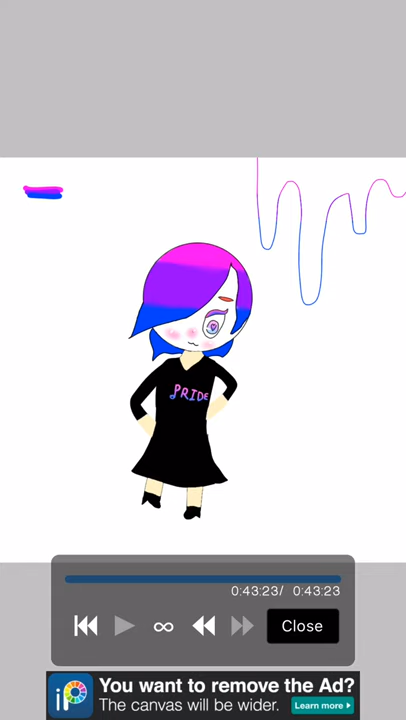 PRIDE
0:43:23/ 0:43:23
Close
iP
You want to remove the Ad?
The canvas will be wider.
Learn more